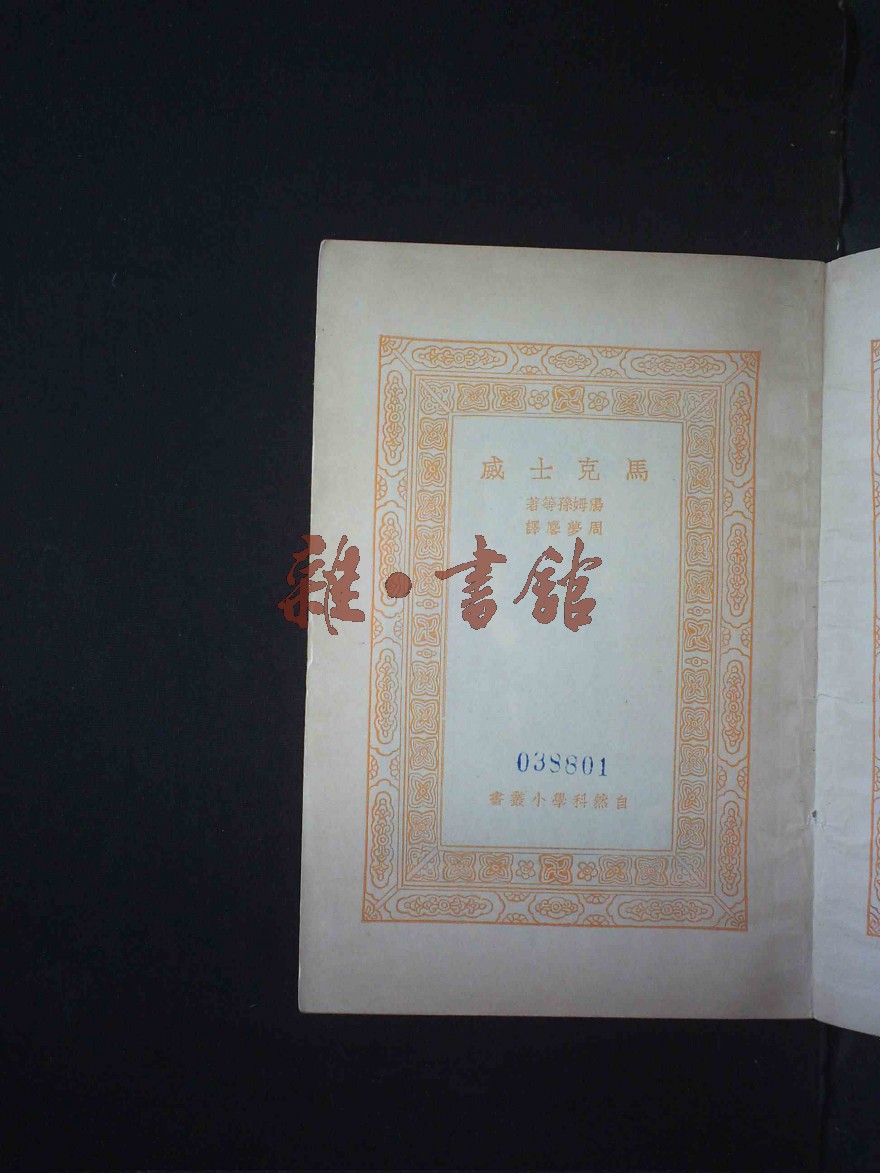 馬克士威
湯姆孫等著
周夢麐譯
雜·書館
038801
自然科學小叢書